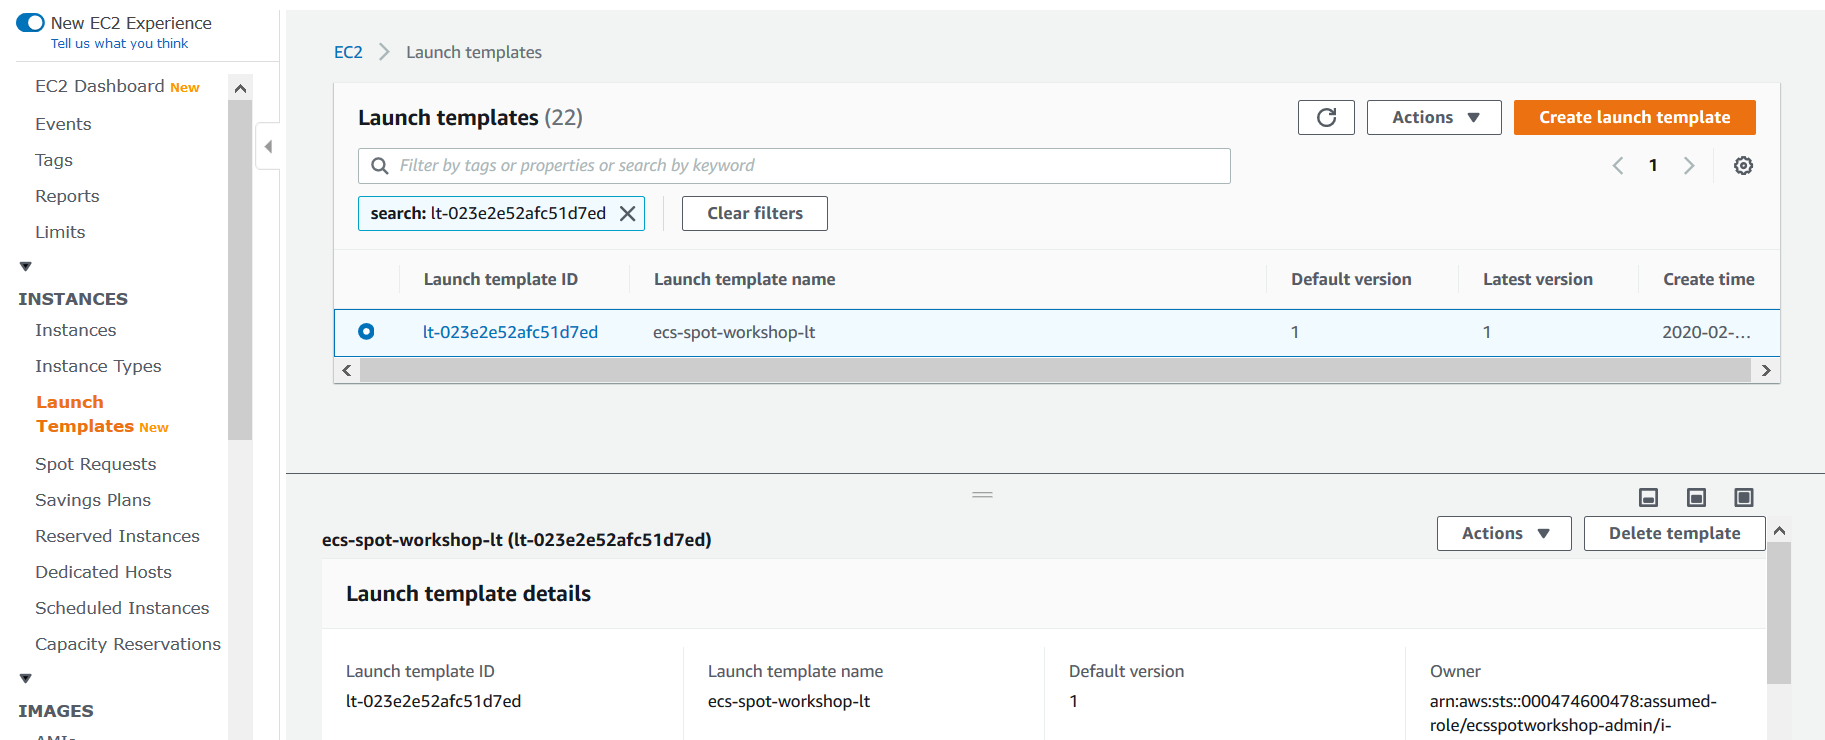 New EC2 Experience
Tell us what you think
EC2 Dashboard New
Events
Tags
Reports
Limits
INSTANCES
Instances
Instance Types
Launch
Templates New
Spot Requests
Savings Plans
Reserved Instances
Dedicated Hosts
Scheduled Instances
Capacity Reservations
IMAGES
AMIs
EC2 Launch templates
Launch templates (22)
Actions
Create launch template
Filter by tags or properties or search by keyword
1
search: lt-023e2e52afc51d7ed
Clear filters
Launch template ID Launch template name Default version Latest version Create time
lt-023e2e52afc51d7ed ecs-spot-workshop-lt 1 1 2020-02-...
ecs-spot-workshop-lt (lt-023e2e52afc51d7ed)
Actions
Delete template
Launch template details
Launch template ID
lt-023e2e52afc51d7ed
Launch template name
ecs-spot-workshop-lt
Default version
1
Owner
arn:aws:sts::000474600478:assumed-
role/ecsspotworkshop-admin/i-